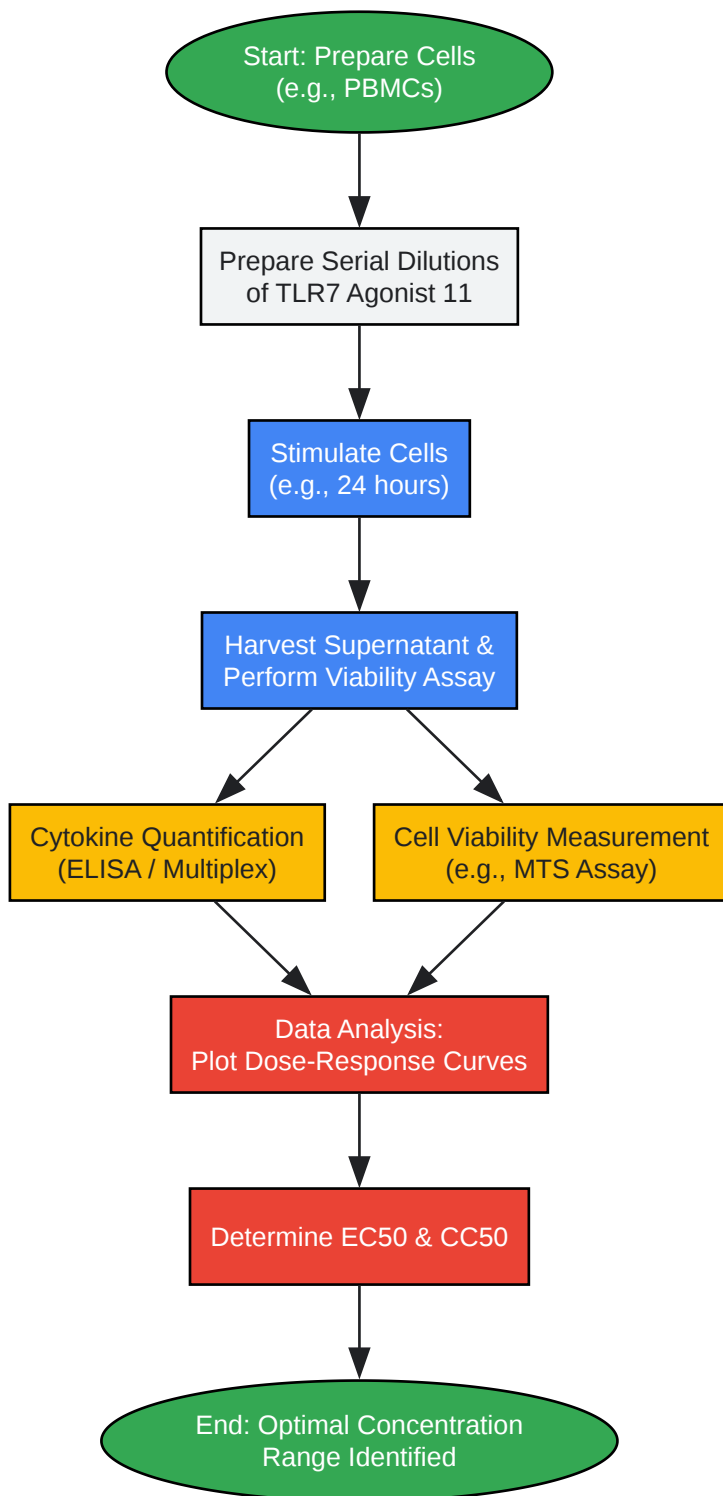 Start: Prepare Cells
(e.g., PBMCs)
Prepare Serial Dilutions
of TLR7 Agonist 11
Stimulate Cells
(e.g., 24 hours)
Harvest Supernatant &
Perform Viability Assay
Cytokine Quantification
(ELISA / Multiplex)
Cell Viability Measurement
(e.g., MTS Assay)
Data Analysis:
Plot Dose-Response Curves
Determine EC50 & CC50
End: Optimal Concentration
Range Identified